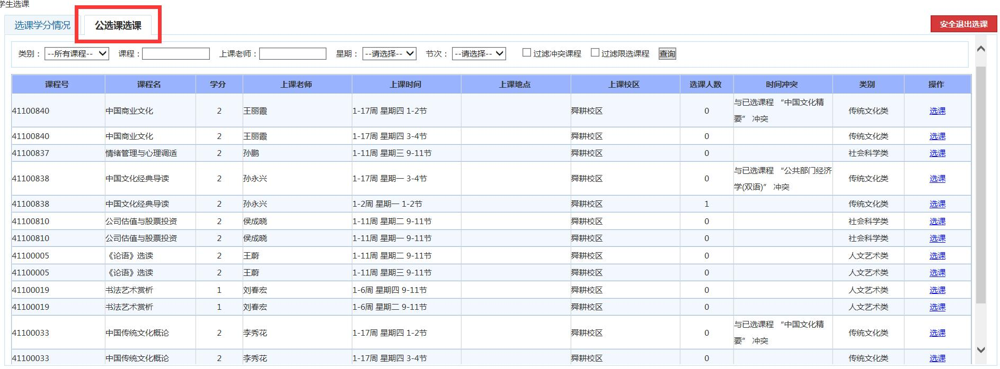 学生选课
选课学分情况 公选课选课 安全退出选课
类别： --所有课程-- 课程： 上课老师： 星期： --请选择-- 节次： --请选择-- 过滤冲突课程 过滤限选课程 查询
课程号 课程名 学分 上课老师 上课时间 上课地点 上课校区 选课人数 时间冲突 类别 操作
41100840 中国商业文化 2 王丽霞 1-17周 星期四 1-2节 舜耕校区 0 与已选课程 “中国文化精要” 冲突 传统文化类 选课
41100840 中国商业文化 2 王丽霞 1-17周 星期四 3-4节 舜耕校区 0 传统文化类 选课
41100837 情绪管理与心理调适 2 孙鹏 1-11周 星期三 9-11节 舜耕校区 0 社会科学类 选课
41100838 中国文化经典导读 2 孙永兴 1-17周 星期一 3-4节 舜耕校区 0 与已选课程 “公共部门经济学(双语)” 冲突 传统文化类 选课
41100838 中国文化经典导读 2 孙永兴 1-2周 星期一 1-2节 舜耕校区 1 传统文化类 选课
41100810 公司估值与股票投资 2 侯成晓 1-11周 星期二 9-11节 舜耕校区 0 社会科学类 选课
41100810 公司估值与股票投资 2 侯成晓 1-11周 星期一 9-11节 舜耕校区 0 社会科学类 选课
41100005 《论语》选读 2 王蔚 1-11周 星期二 9-11节 舜耕校区 0 人文艺术类 选课
41100005 《论语》选读 2 王蔚 1-11周 星期三 9-11节 舜耕校区 0 人文艺术类 选课
41100019 书法艺术赏析 1 刘春宏 1-6周 星期四 9-11节 舜耕校区 0 人文艺术类 选课
41100019 书法艺术赏析 1 刘春宏 1-6周 星期二 9-11节 舜耕校区 0 人文艺术类 选课
41100033 中国传统文化概论 2 李秀花 1-17周 星期四 1-2节 舜耕校区 0 与已选课程 “中国文化精要” 冲突 传统文化类 选课
41100033 中国传统文化概论 2 李秀花 1-17周 星期四 3-4节 舜耕校区 0 传统文化类 选课